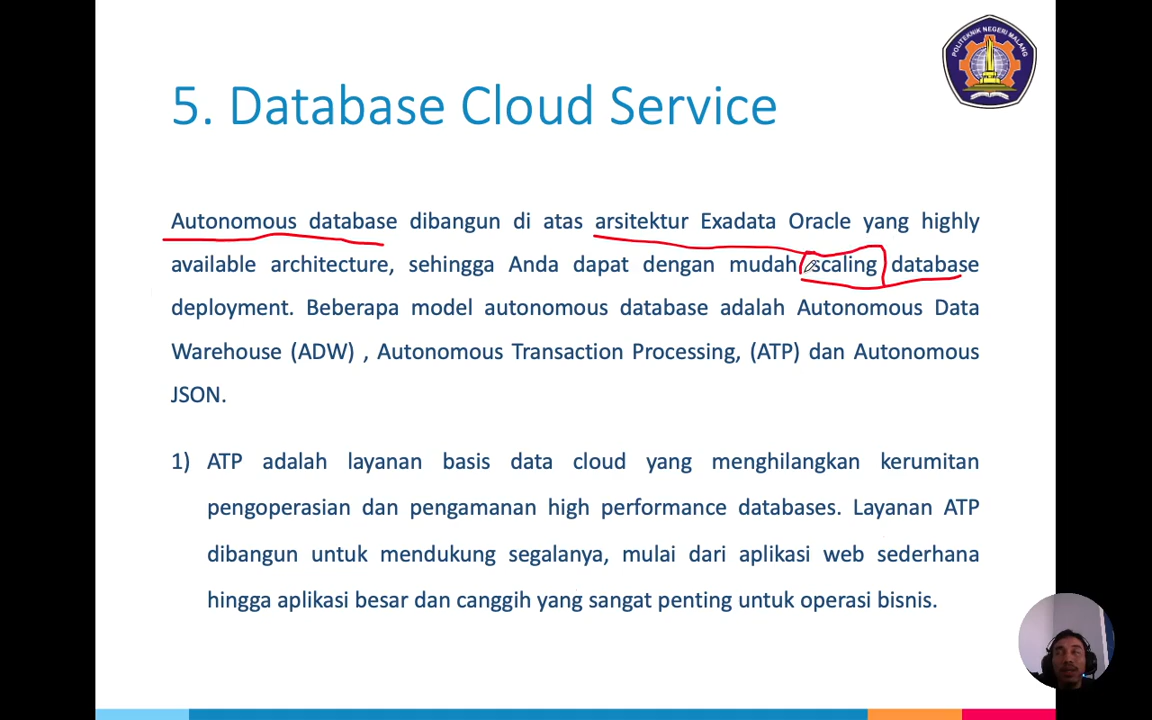 POLITEKNIK NEGERI MALANG
5. Database Cloud Service
Autonomous database dibangun di atas arsitektur Exadata Oracle yang highly
available architecture, sehingga Anda dapat dengan mudah scaling database
deployment. Beberapa model autonomous database adalah Autonomous Data
Warehouse (ADW) , Autonomous Transaction Processing, (ATP) dan Autonomous
JSON.
1) ATP adalah layanan basis data cloud yang menghilangkan kerumitan
pengoperasian dan pengamanan high performance databases. Layanan ATP
dibangun untuk mendukung segalanya, mulai dari aplikasi web sederhana
hingga aplikasi besar dan canggih yang sangat penting untuk operasi bisnis.